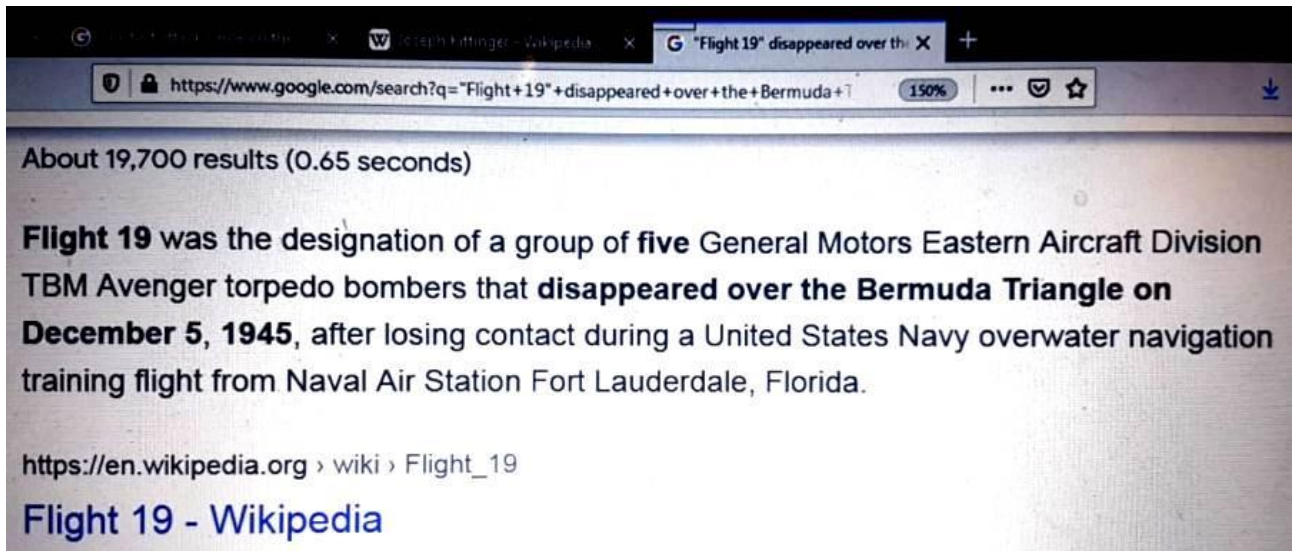 Joseph Kittinger - Wikipedia
"Flight 19" disappeared over the
https://www.google.com/search?q="Flight+19"+disappeared+over+the+Bermuda+T
150%
About 19,700 results (0.65 seconds)
Flight 19 was the designation of a group of five General Motors Eastern Aircraft Division
TBM Avenger torpedo bombers that disappeared over the Bermuda Triangle on
December 5, 1945, after losing contact during a United States Navy overwater navigation
training flight from Naval Air Station Fort Lauderdale, Florida.
https://en.wikipedia.org › wiki › Flight_19
Flight 19 - Wikipedia